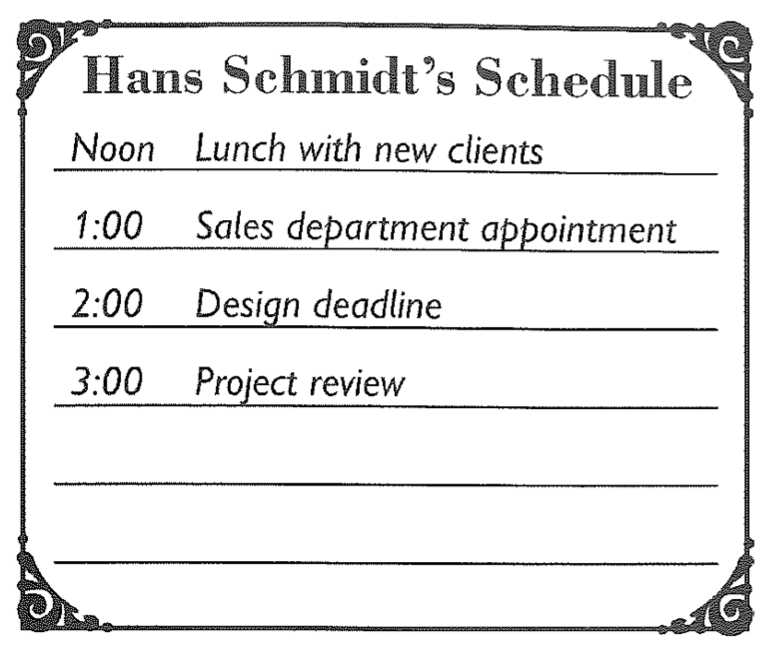 Hans Schmidt's Schedule
Noon Lunch with new clients
1:00 Sales department appointment
2:00 Design deadline
3:00 Project review